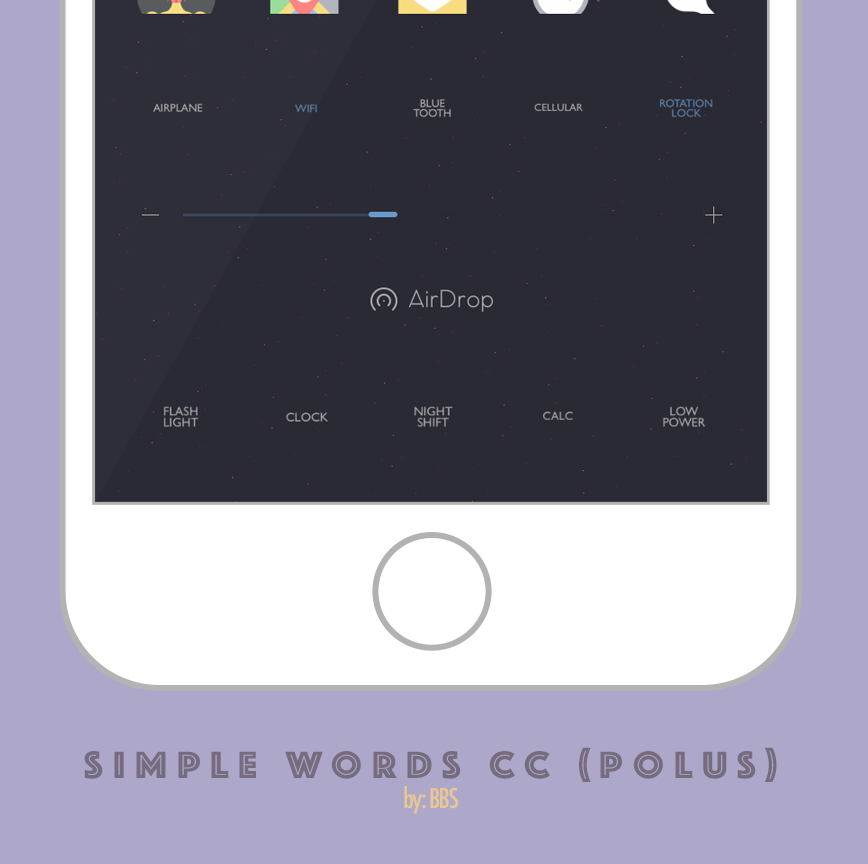 AIRPLANE
WIFI
BLUE
TOOTH
CELLULAR
ROTATION
LOCK
AirDrop
FLASH
LIGHT
CLOCK
NIGHT
SHIFT
CALC
LOW
POWER
SIMPLE WORDS CC (POLUS)
by: BBS